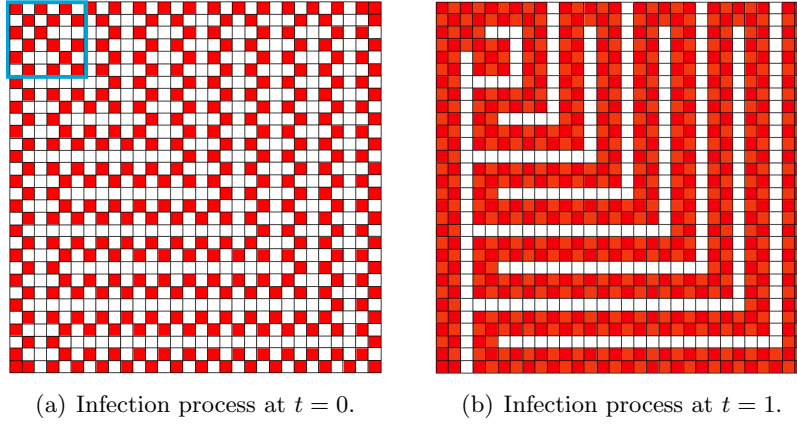 (a) Infection process at t = 0.
(b) Infection process at t = 1.